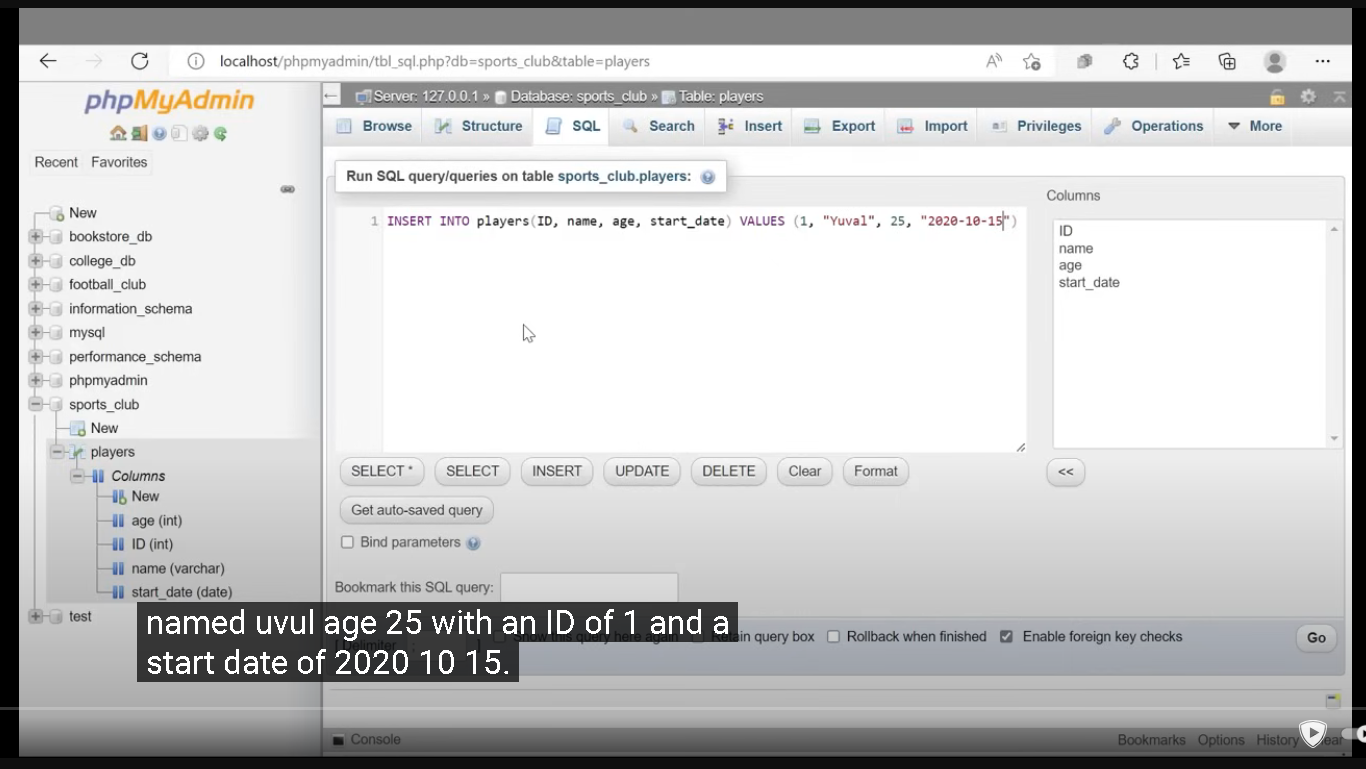 localhost/phpmyadmin/tbl_sql.php?db=sports_club&table=players
phpMyAdmin
Recent Favorites
New
bookstore_db
college_db
football_club
information_schema
mysql
performance_schema
phpmyadmin
sports_club
New
players
Columns
New
age (int)
ID (int)
name (varchar)
start_date (date)
test
Server: 127.0.0.1 » Database: sports_club » Table: players
Browse Structure SQL Search Insert Export Import Privileges Operations More
Run SQL query/queries on table sports_club.players:
1 INSERT INTO players(ID, name, age, start_date) VALUES (1, "Yuval", 25, "2020-10-15")
Columns
ID
name
age
start_date
SELECT * SELECT INSERT UPDATE DELETE Clear Format <<
Get auto-saved query
Bind parameters
Bookmark this SQL query:
Show this query here again Retain query box Rollback when finished Enable foreign key checks Go
named uvul age 25 with an ID of 1 and a
start date of 2020 10 15.
Console Bookmarks Options History